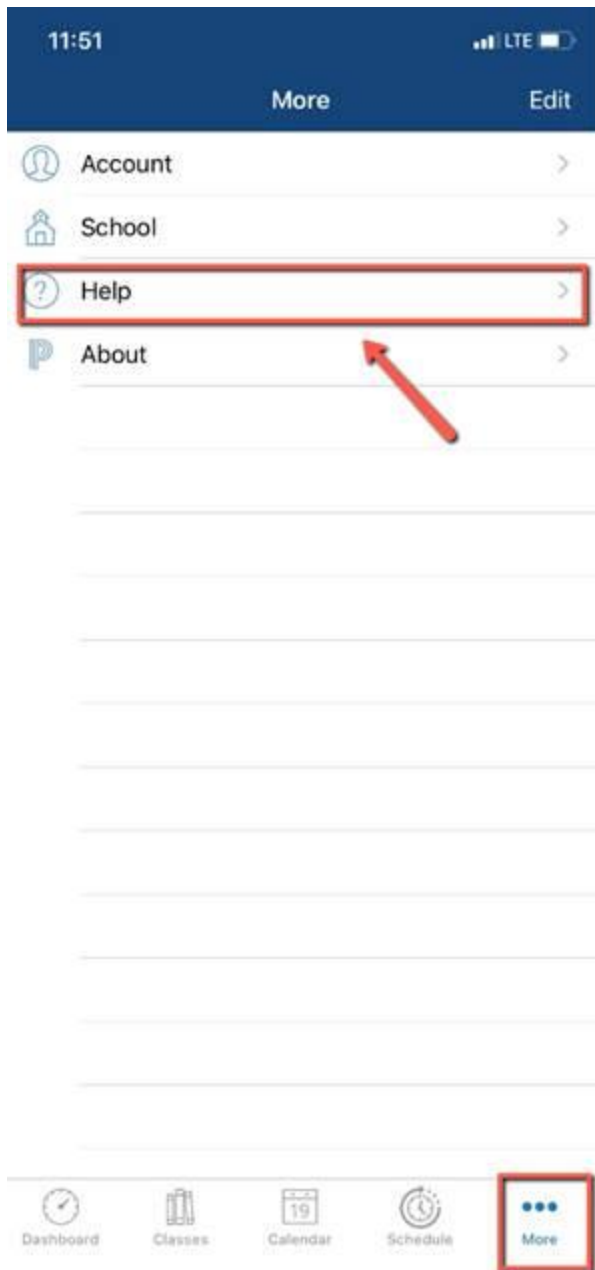 11:51 LTE
More Edit
Account
School
Help
About
19
Dashboard Classes Calendar Schedule More